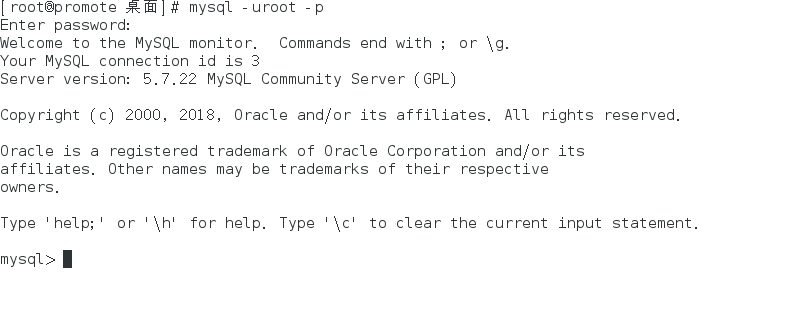 [root@promote 桌面]# mysql -uroot -p
Enter password:
Welcome to the MySQL monitor.  Commands end with ; or \g.
Your MySQL connection id is 3
Server version: 5.7.22 MySQL Community Server (GPL)
Copyright (c) 2000, 2018, Oracle and/or its affiliates. All rights reserved.
Oracle is a registered trademark of Oracle Corporation and/or its
affiliates. Other names may be trademarks of their respective
owners.
Type 'help;' or '\h' for help. Type '\c' to clear the current input statement.
mysql>